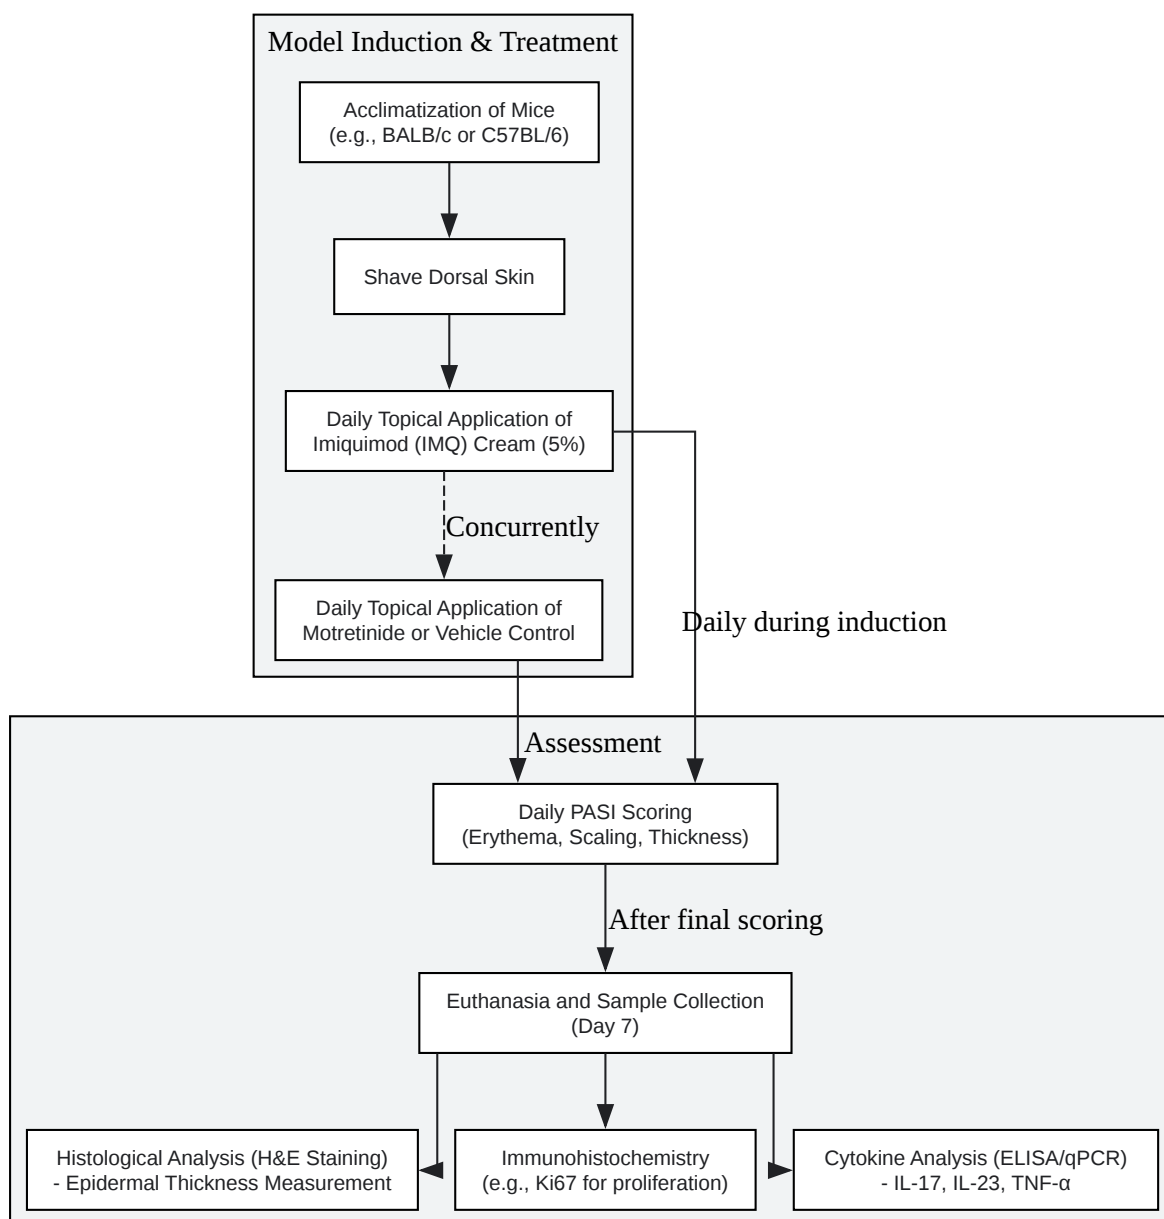 Model Induction & Treatment
Acclimatization of Mice
(e.g., BALB/c or C57BL/6)
Shave Dorsal Skin
Daily Topical Application of
Imiquimod (IMQ) Cream (5%)
Concurrently
Daily Topical Application of
Motretinide or Vehicle Control
Daily during induction
Assessment
Daily PASI Scoring
(Erythema, Scaling, Thickness)
After final scoring
Euthanasia and Sample Collection
(Day 7)
Histological Analysis (H&E Staining)
- Epidermal Thickness Measurement
Immunohistochemistry
(e.g., Ki67 for proliferation)
Cytokine Analysis (ELISA/qPCR)
- IL-17, IL-23, TNF-α